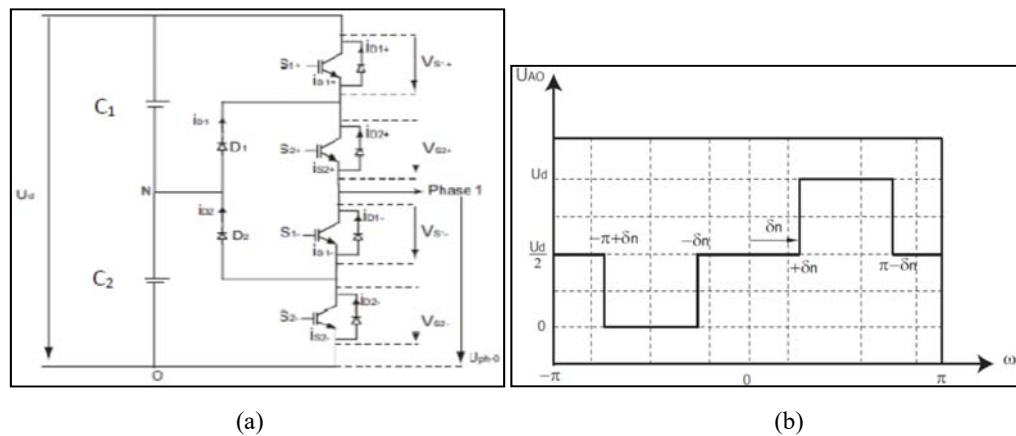 S1+
iS1+
iD1+
VS1+
C1
iD1
D1
S2+
iS2+
iD2+
VS2+
Ud
N
Phase 1
iD2
D2
S1-
iS1-
iD1-
VS1-
C2
S2-
iS2-
iD2-
VS2-
Uph-0
O
(a)
UAO
Ud
δn
−π+δn
−δn
Ud
2
+δn
π−δn
0
−π
0
π
ω
(b)